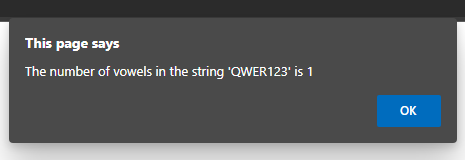 This page says
The number of vowels in the string 'QWER123' is 1
OK